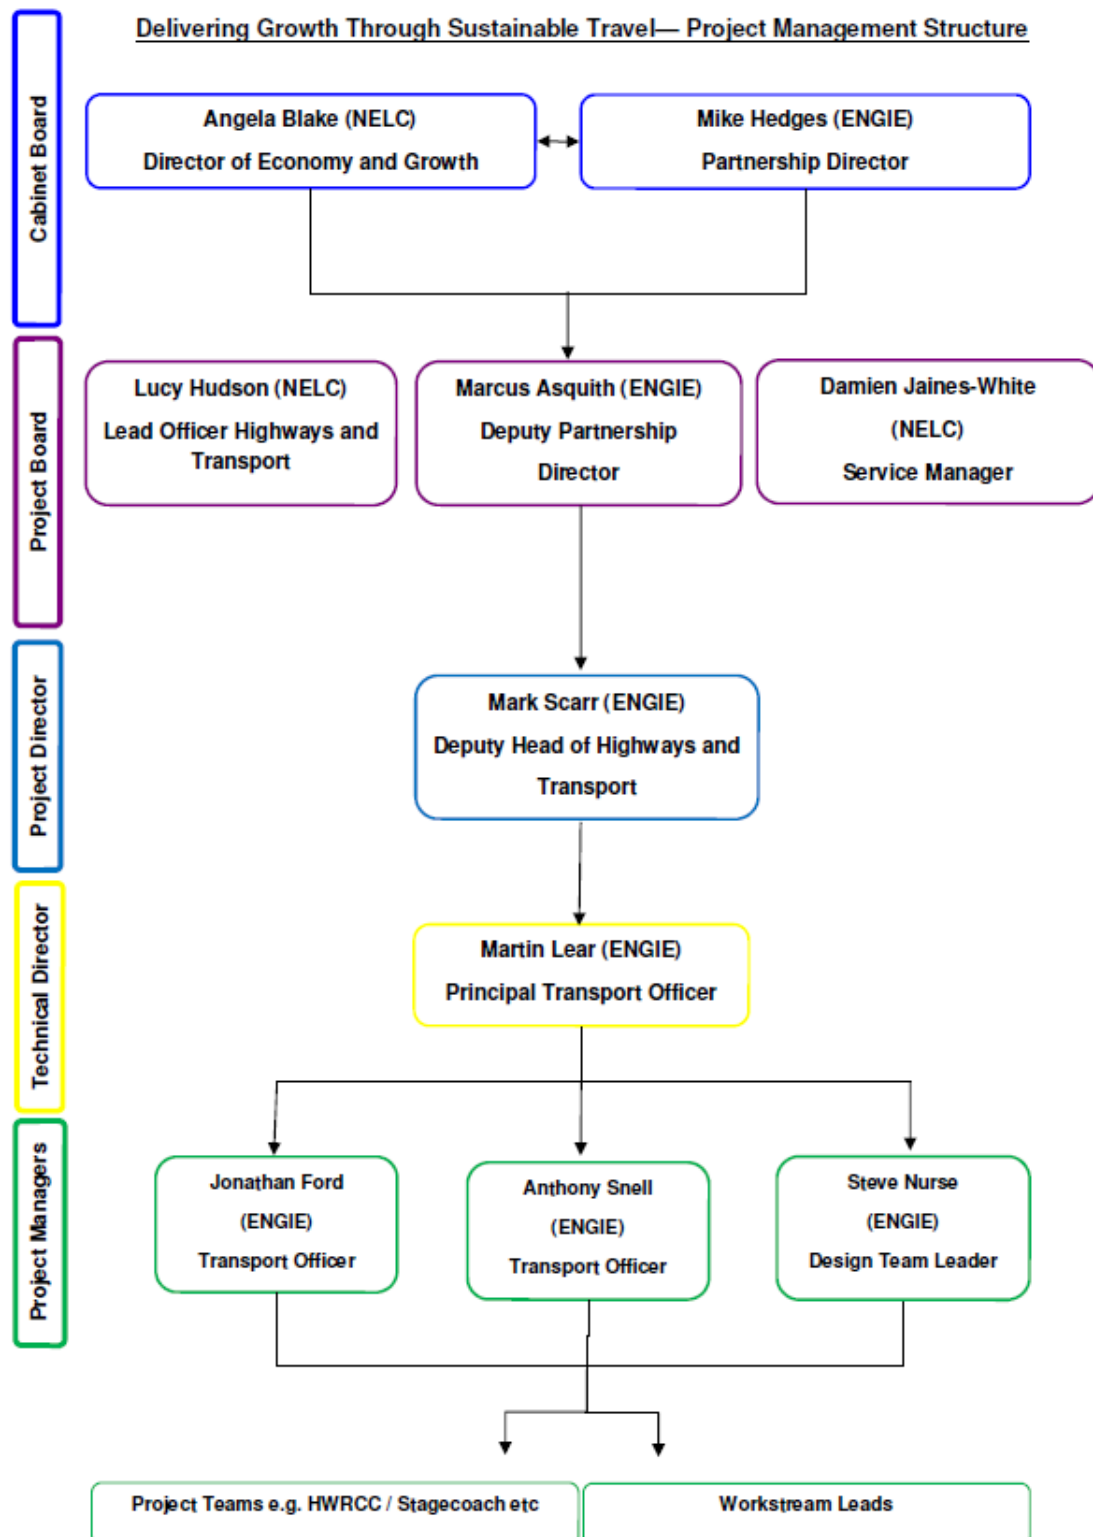 Delivering Growth Through Sustainable Travel— Project Management Structure
Cabinet Board
Angela Blake (NELC)
Director of Economy and Growth
Mike Hedges (ENGIE)
Partnership Director
Project Board
Lucy Hudson (NELC)
Lead Officer Highways and
Transport
Marcus Asquith (ENGIE)
Deputy Partnership
Director
Damien Jaines-White
(NELC)
Service Manager
Project Director
Mark Scarr (ENGIE)
Deputy Head of Highways and
Transport
Technical Director
Martin Lear (ENGIE)
Principal Transport Officer
Project Managers
Jonathan Ford
(ENGIE)
Transport Officer
Anthony Snell
(ENGIE)
Transport Officer
Steve Nurse
(ENGIE)
Design Team Leader
Project Teams e.g. HWRCC / Stagecoach etc
Workstream Leads